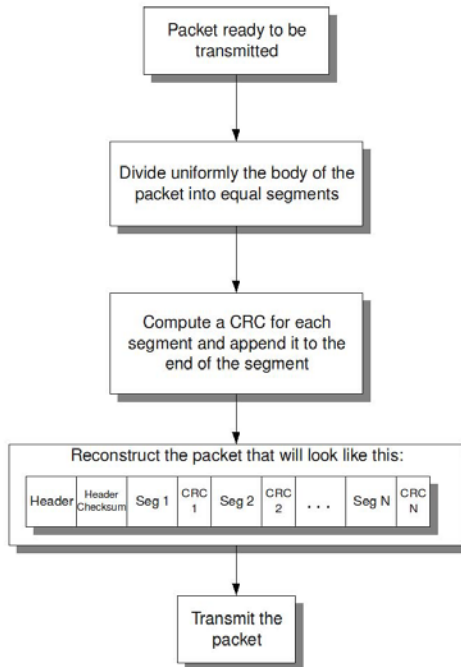 Packet ready to be
transmitted
Divide uniformly the body of the
packet into equal segments
Compute a CRC for each
segment and append it to the
end of the segment
Reconstruct the packet that will look like this:
Header
Header
Checksum
Seg 1
CRC
1
Seg 2
CRC
2
. . .
Seg N
CRC
N
Transmit the
packet